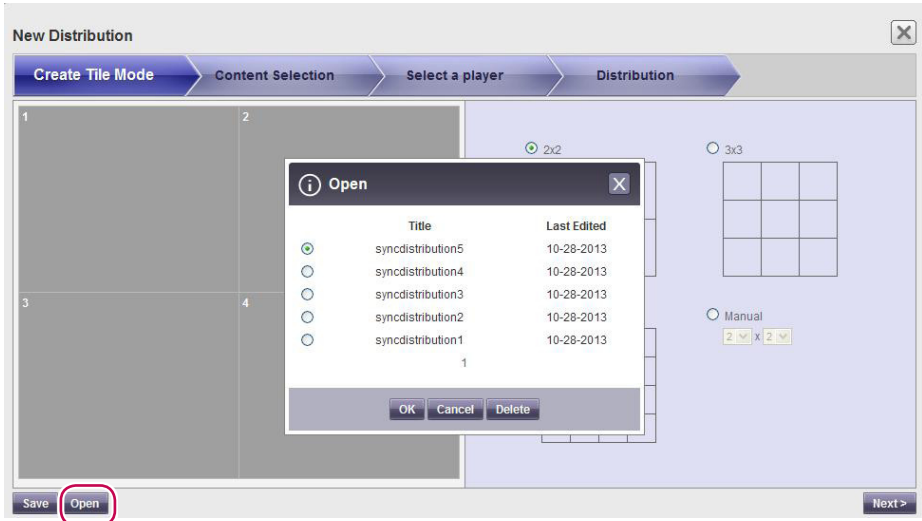 New Distribution
X
Create Tile Mode
Content Selection
Select a player
Distribution
1
2
2x2
3x3
i Open
X
Title
Last Edited
syncdistribution5
10-28-2013
syncdistribution4
10-28-2013
syncdistribution3
10-28-2013
syncdistribution2
10-28-2013
syncdistribution1
10-28-2013
1
OK
Cancel
Delete
3
4
Manual
2 x 2
Save
Open
Next >